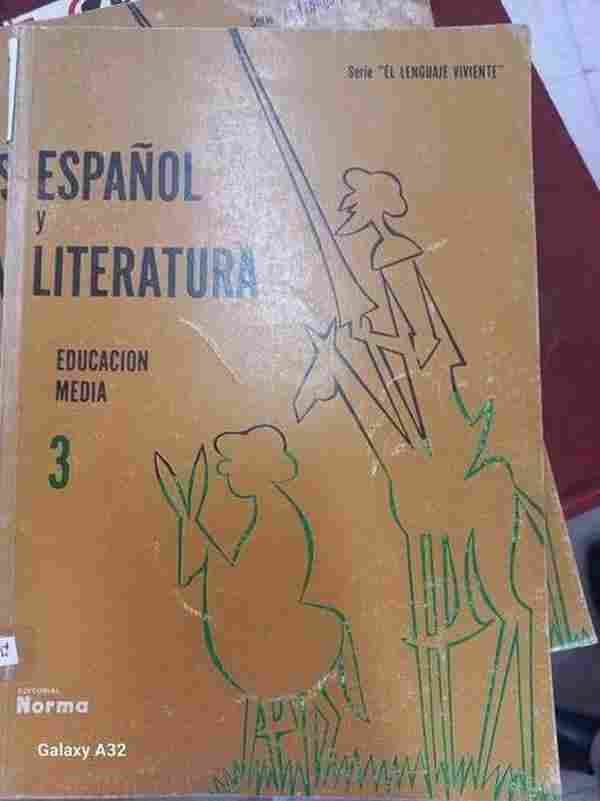 Serie "EL LENGUAJE VIVIENTE"
ESPAÑOL
y
LITERATURA
EDUCACION
MEDIA
3
EDITORIAL
Norma
Galaxy A32